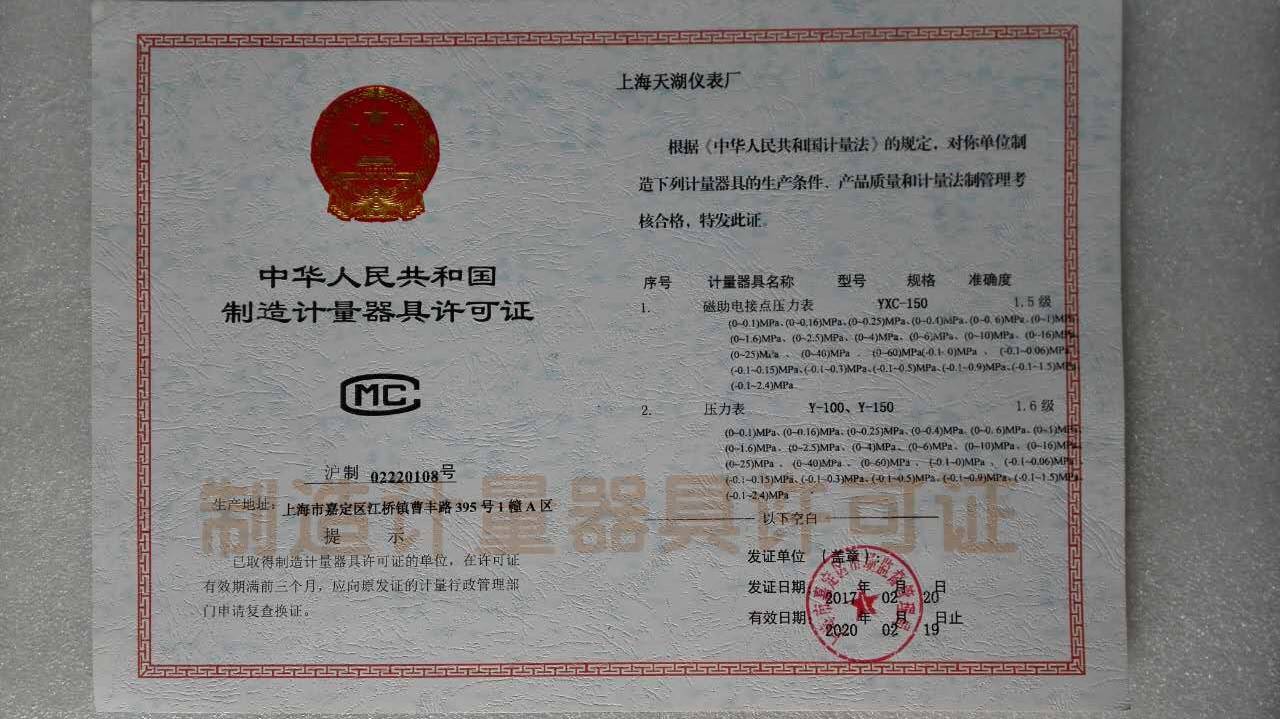 中华人民共和国
制造计量器具许可证
MC
沪制 02220108号
生产地址：上海市嘉定区江桥镇曹丰路 395 号 1 幢 A 区
提 示
已取得制造计量器具许可证的单位，在许可证
有效期满前三个月，应向原发证的计量行政管理部
门申请复查换证。
制造计量器具许可证
上海天湖仪表厂
根据《中华人民共和国计量法》的规定，对你单位制
造下列计量器具的生产条件、产品质量和计量法制管理考
核合格，特发此证。
序号 计量器具名称 型号 规格 准确度
1. 磁助电接点压力表 YXC-150 1.5 级
(0~0.1)MPa、(0~0.16)MPa、(0~0.25)MPa、(0~0.4)MPa、(0~0.6)MPa、(0~1)MPa
(0~1.6)MPa、(0~2.5)MPa、(0~4)MPa、(0~6)MPa、(0~10)MPa、(0~16)MPa
(0~25)MPa 、 (0~40)MPa 、 (0~60)MPa(-0.1~0)MPa 、 (-0.1~0.06)MPa
(-0.1~0.15)MPa、(-0.1~0.3)MPa、(-0.1~0.5)MPa、(-0.1~0.9)MPa、(-0.1~1.5)MPa
(-0.1~2.4)MPa
2. 压力表 Y-100、Y-150 1.6 级
(0~0.1)MPa、(0~0.16)MPa、(0~0.25)MPa、(0~0.4)MPa、(0~0.6)MPa、(0~1)MPa
(0~1.6)MPa、(0~2.5)MPa、(0~4)MPa、(0~6)MPa、(0~10)MPa、(0~16)MPa
(0~25)MPa 、 (0~40)MPa 、 (0~60)MPa 、 (-0.1~0)MPa 、 (-0.1~0.06)MPa
(-0.1~0.15)MPa、(-0.1~0.3)MPa、(-0.1~0.5)MPa、(-0.1~0.9)MPa、(-0.1~1.5)MPa
(-0.1~2.4)MPa
以下空白
发证单位 （盖章）
发证日期: 2017 年 02 月 20 日
有效日期: 2020 年 02 月 19 日止
市嘉定区市场监督管理局